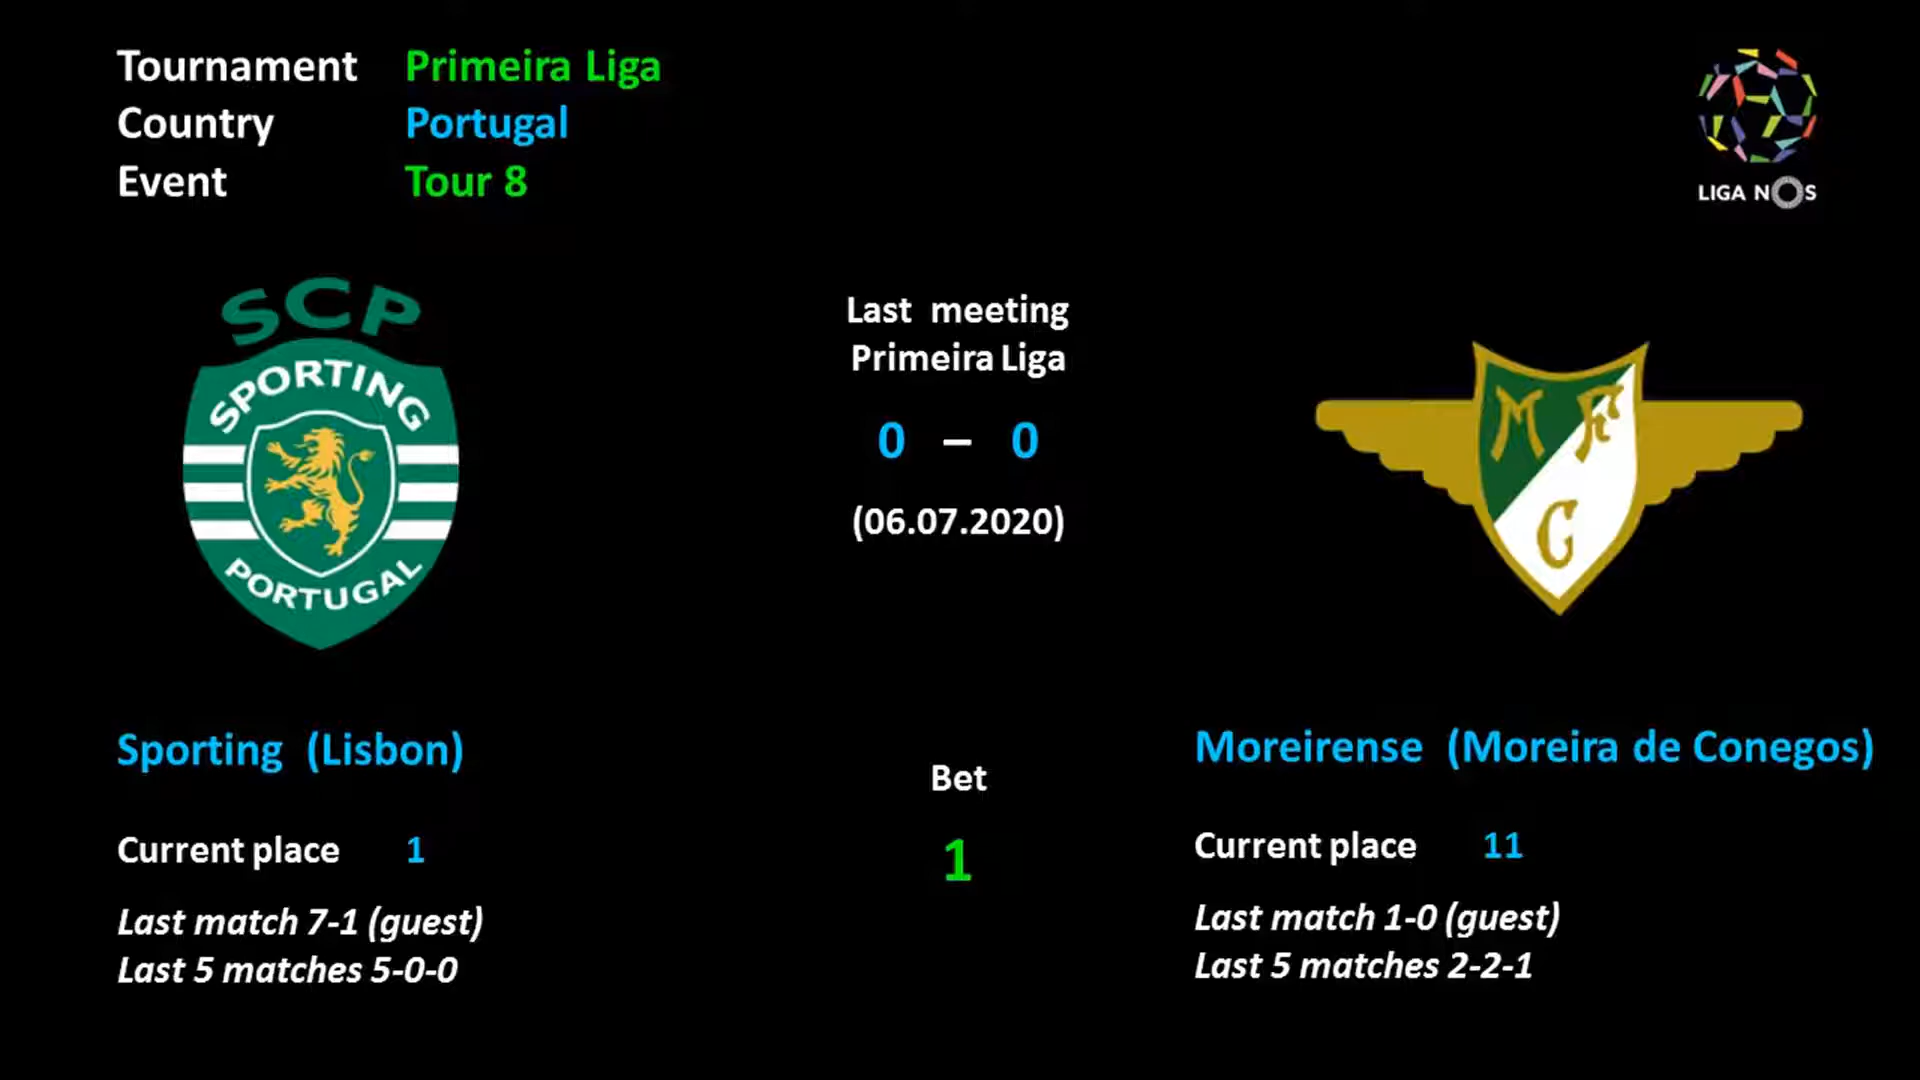 Tournament Primeira Liga
Country Portugal
Event Tour 8
LIGA NOS
SCP
SPORTING
PORTUGAL
Last meeting
Primeira Liga
0 – 0
(06.07.2020)
M F
C
Sporting (Lisbon)
Current place 1
Last match 7-1 (guest)
Last 5 matches 5-0-0
Bet
1
Moreirense (Moreira de Conegos)
Current place 11
Last match 1-0 (guest)
Last 5 matches 2-2-1